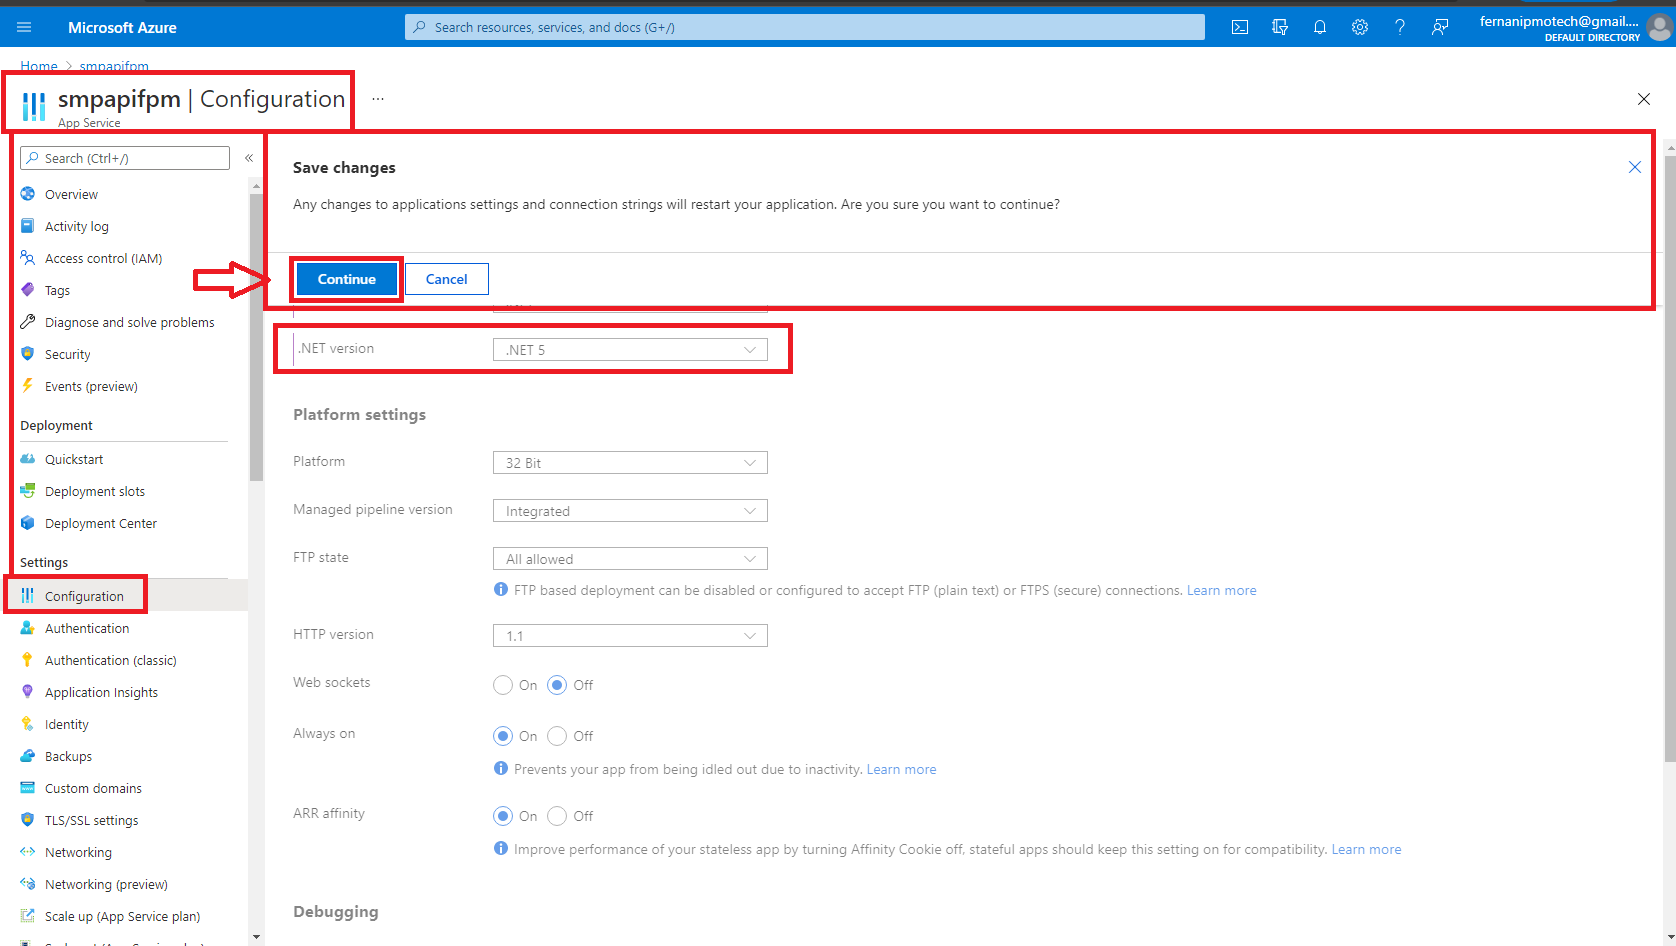 Microsoft Azure
Search resources, services, and docs (G+/)
fernanipmotech@gmail....
DEFAULT DIRECTORY
Home > smpapifpm
smpapifpm | Configuration ...
App Service
Search (Ctrl+/)
Overview
Activity log
Access control (IAM)
Tags
Diagnose and solve problems
Security
Events (preview)
Deployment
Quickstart
Deployment slots
Deployment Center
Settings
Configuration
Authentication
Authentication (classic)
Application Insights
Identity
Backups
Custom domains
TLS/SSL settings
Networking
Networking (preview)
Scale up (App Service plan)
Save changes
Any changes to applications settings and connection strings will restart your application. Are you sure you want to continue?
Continue
Cancel
.NET version
.NET 5
Platform settings
Platform
32 Bit
Managed pipeline version
Integrated
FTP state
All allowed
FTP based deployment can be disabled or configured to accept FTP (plain text) or FTPS (secure) connections. Learn more
HTTP version
1.1
Web sockets
On Off
Always on
On Off
Prevents your app from being idled out due to inactivity. Learn more
ARR affinity
On Off
Improve performance of your stateless app by turning Affinity Cookie off, stateful apps should keep this setting on for compatibility. Learn more
Debugging